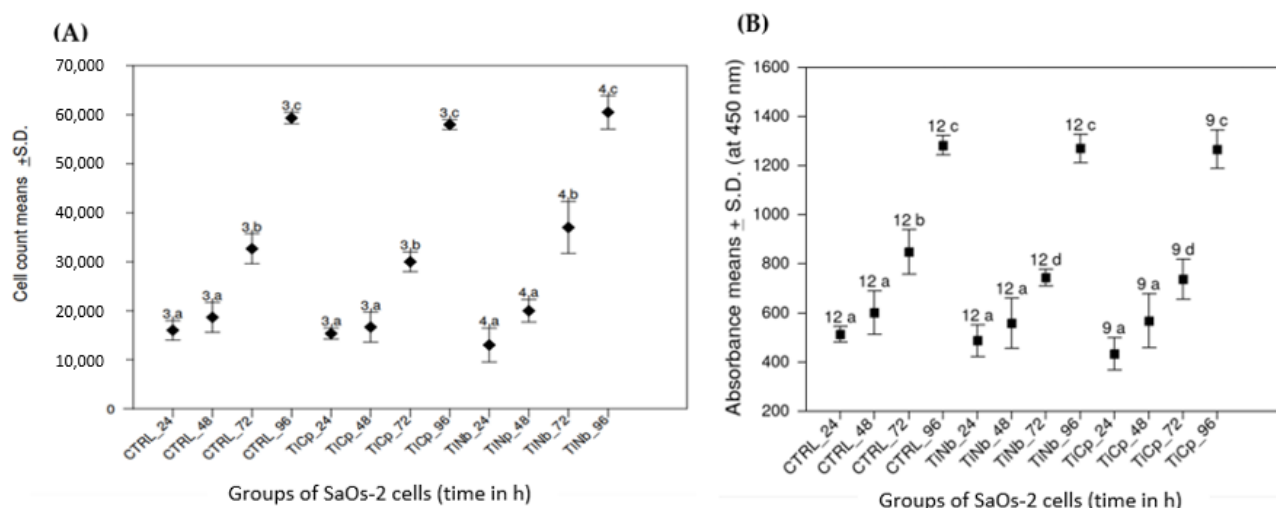 (A)
Cell count means ±S.D.
70,000
60,000
50,000
40,000
30,000
20,000
10,000
0
3,a
3,a
3,b
3,c
3,a
3,a
3,b
3,c
4,a
4,a
4,b
4,c
CTRL_24
CTRL_48
CTRL_72
CTRL_96
TiCp_24
TiCp_48
TiCp_72
TiCp_96
TiNb_24
TiNp_48
TiNb_72
TiNb_96
Groups of SaOs-2 cells (time in h)
(B)
Absorbance means ± S.D. (at 450 nm)
1600
1400
1200
1000
800
600
400
200
12 a
12 a
12 b
12 c
12 a
12 a
12 d
12 c
9 a
9 a
9 d
9 c
CTRL_24
CTRL_48
CTRL_72
CTRL_96
TiNb_24
TiNb_48
TiNb_72
TiNb_96
TiCp_24
TiCp_48
TiCp_72
TiCp_96
Groups of SaOs-2 cells (time in h)